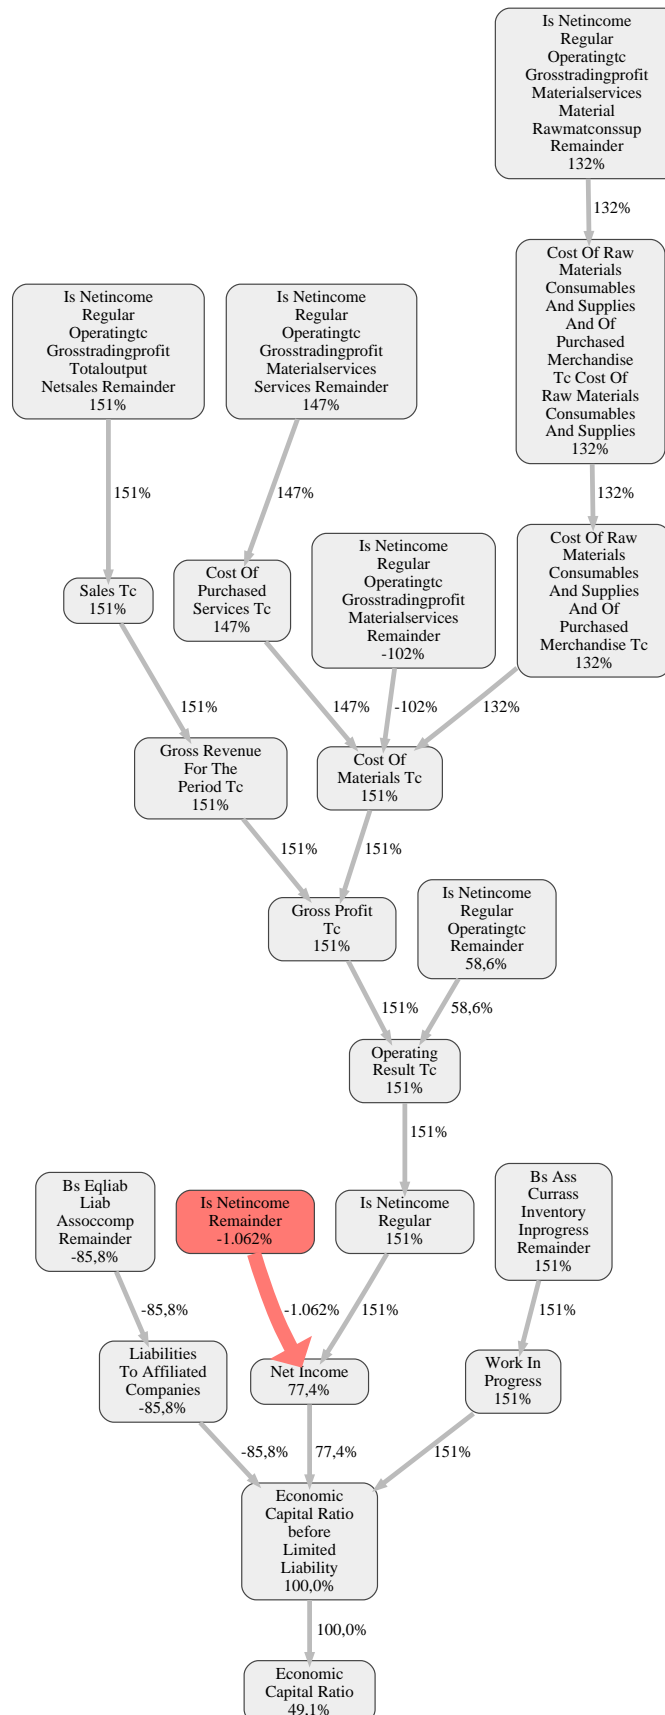 Is Netincome
Regular
Operatingtc
Grosstradingprofit
Materialservices
Material
Rawmatconssup
Remainder
132%
132%
Cost Of Raw
Materials
Consumables
And Supplies
And Of
Purchased
Merchandise
Tc Cost Of
Raw Materials
Consumables
And Supplies
132%
Is Netincome
Regular
Operatingtc
Grosstradingprofit
Totaloutput
Netsales Remainder
151%
Is Netincome
Regular
Operatingtc
Grosstradingprofit
Materialservices
Services Remainder
147%
151%
147%
132%
Sales Tc
151%
Cost Of
Purchased
Services Tc
147%
Is Netincome
Regular
Operatingtc
Grosstradingprofit
Materialservices
Remainder
-102%
Cost Of Raw
Materials
Consumables
And Supplies
And Of
Purchased
Merchandise Tc
132%
151%
147%
-102%
132%
Gross Revenue
For The
Period Tc
151%
Cost Of
Materials Tc
151%
151%
151%
Gross Profit
Tc
151%
Is Netincome
Regular
Operatingtc
Remainder
58,6%
151%
58,6%
Operating
Result Tc
151%
151%
Bs Eqliab
Liab
Assoccomp
Remainder
-85,8%
Is Netincome
Remainder
-1.062%
Is Netincome
Regular
151%
Bs Ass
Currass
Inventory
Inprogress
Remainder
151%
-85,8%
-1.062%
151%
151%
Liabilities
To Affiliated
Companies
-85,8%
Net Income
77,4%
Work In
Progress
151%
-85,8%
77,4%
151%
Economic
Capital Ratio
before
Limited
Liability
100,0%
100,0%
Economic
Capital Ratio
49,1%